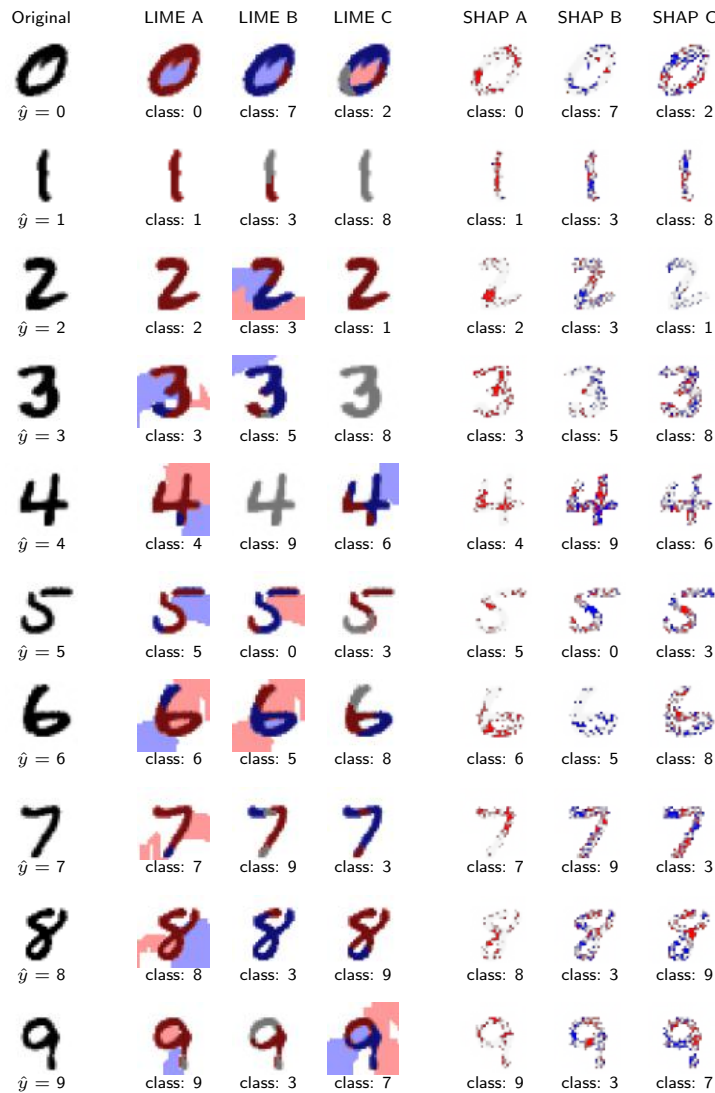 Original LIME A LIME B LIME C SHAP A SHAP B SHAP C
ŷ = 0 class: 0 class: 7 class: 2 class: 0 class: 7 class: 2
ŷ = 1 class: 1 class: 3 class: 8 class: 1 class: 3 class: 8
ŷ = 2 class: 2 class: 3 class: 1 class: 2 class: 3 class: 1
ŷ = 3 class: 3 class: 5 class: 8 class: 3 class: 5 class: 8
ŷ = 4 class: 4 class: 9 class: 6 class: 4 class: 9 class: 6
ŷ = 5 class: 5 class: 0 class: 3 class: 5 class: 0 class: 3
ŷ = 6 class: 6 class: 5 class: 8 class: 6 class: 5 class: 8
ŷ = 7 class: 7 class: 9 class: 3 class: 7 class: 9 class: 3
ŷ = 8 class: 8 class: 3 class: 9 class: 8 class: 3 class: 9
ŷ = 9 class: 9 class: 3 class: 7 class: 9 class: 3 class: 7